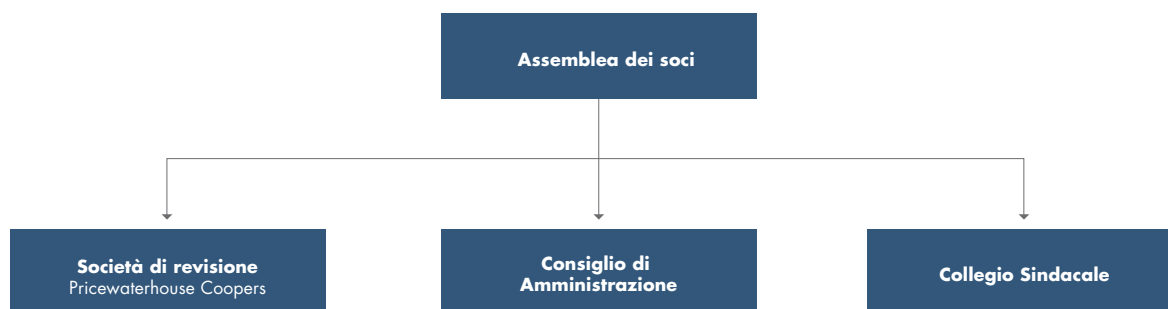 Assemblea dei soci
Società di revisione
Pricewaterhouse Coopers
Consiglio di
Amministrazione
Collegio Sindacale